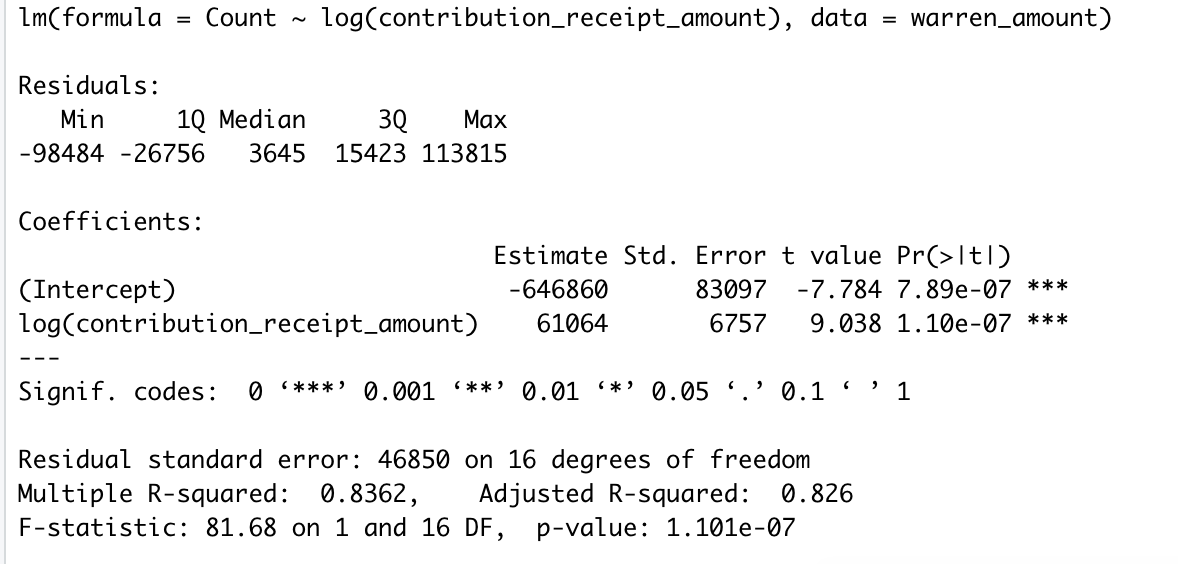 lm(formula = Count ~ log(contribution_receipt_amount), data = warren_amount)
Residuals:
Min 1Q Median 3Q Max
-98484 -26756 3645 15423 113815
Coefficients:
Estimate Std. Error t value Pr(>|t|)
(Intercept) -646860 83097 -7.784 7.89e-07 ***
log(contribution_receipt_amount) 61064 6757 9.038 1.10e-07 ***
---
Signif. codes: 0 ‘***’ 0.001 ‘**’ 0.01 ‘*’ 0.05 ‘.’ 0.1 ‘ ’ 1
Residual standard error: 46850 on 16 degrees of freedom
Multiple R-squared: 0.8362, Adjusted R-squared: 0.826
F-statistic: 81.68 on 1 and 16 DF, p-value: 1.101e-07